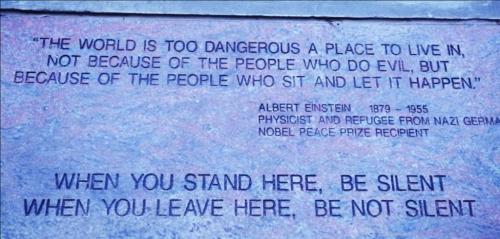 "THE WORLD IS TOO DANGEROUS A PLACE TO LIVE IN,
NOT BECAUSE OF THE PEOPLE WHO DO EVIL, BUT
BECAUSE OF THE PEOPLE WHO SIT AND LET IT HAPPEN."
ALBERT EINSTEIN 1879 - 1955
PHYSICIST AND REFUGEE FROM NAZI GERMA
NOBEL PEACE PRIZE RECIPIENT
WHEN YOU STAND HERE, BE SILENT
WHEN YOU LEAVE HERE, BE NOT SILENT